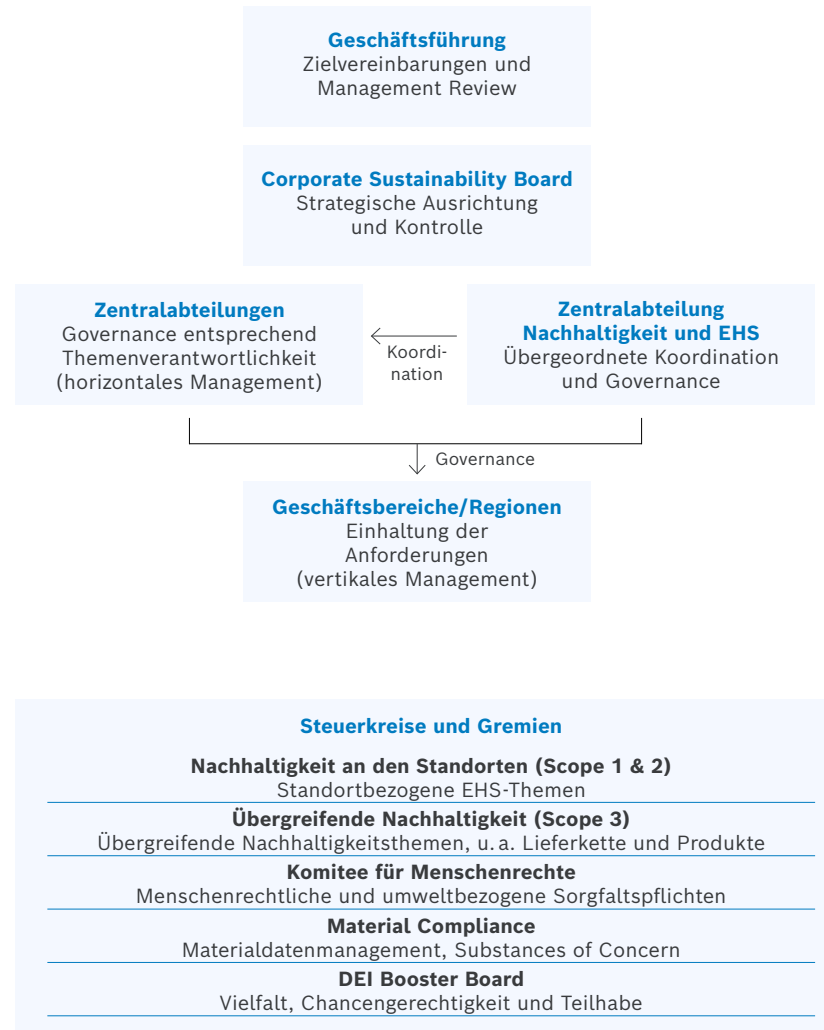 Geschäftsführung
Zielvereinbarungen und
Management Review
Corporate Sustainability Board
Strategische Ausrichtung
und Kontrolle
Zentralabteilungen
Governance entsprechend
Themenverantwortlichkeit
(horizontales Management)
Koordi-
nation
Zentralabteilung
Nachhaltigkeit und EHS
Übergeordnete Koordination
und Governance
Governance
Geschäftsbereiche/Regionen
Einhaltung der
Anforderungen
(vertikales Management)
Steuerkreise und Gremien
Nachhaltigkeit an den Standorten (Scope 1 & 2)
Standortbezogene EHS-Themen
Übergreifende Nachhaltigkeit (Scope 3)
Übergreifende Nachhaltigkeitsthemen, u. a. Lieferkette und Produkte
Komitee für Menschenrechte
Menschenrechtliche und umweltbezogene Sorgfaltspflichten
Material Compliance
Materialdatenmanagement, Substances of Concern
DEI Booster Board
Vielfalt, Chancengerechtigkeit und Teilhabe